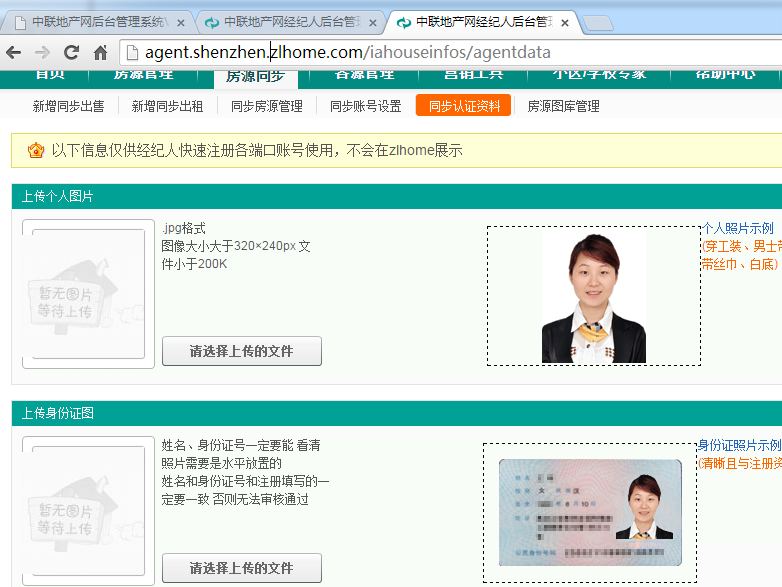 中联地产网后台管理系统V
中联地产网经纪人后台管
中联地产网经纪人后台管
agent.shenzhen.zlhome.com/iahouseinfos/agentdata
首页 房源管理 房源同步 客源管理 营销工具 小区/学校专家 帮助中心
新增同步出售 新增同步出租 同步房源管理 同步账号设置 同步认证资料 房源图库管理
以下信息仅供经纪人快速注册各端口账号使用，不会在zlhome展示
上传个人图片
暂无图片
等待上传
.jpg格式
图像大小大于320×240px 文
件小于200K
请选择上传的文件
个人照片示例
(穿工装、男士带
带丝巾、白底)
上传身份证图
暂无图片
等待上传
姓名、身份证号一定要能 看清
照片需要是水平放置的
姓名和身份证号和注册填写的一
定要一致 否则无法审核通过
请选择上传的文件
身份证照片示例
(清晰且与注册资